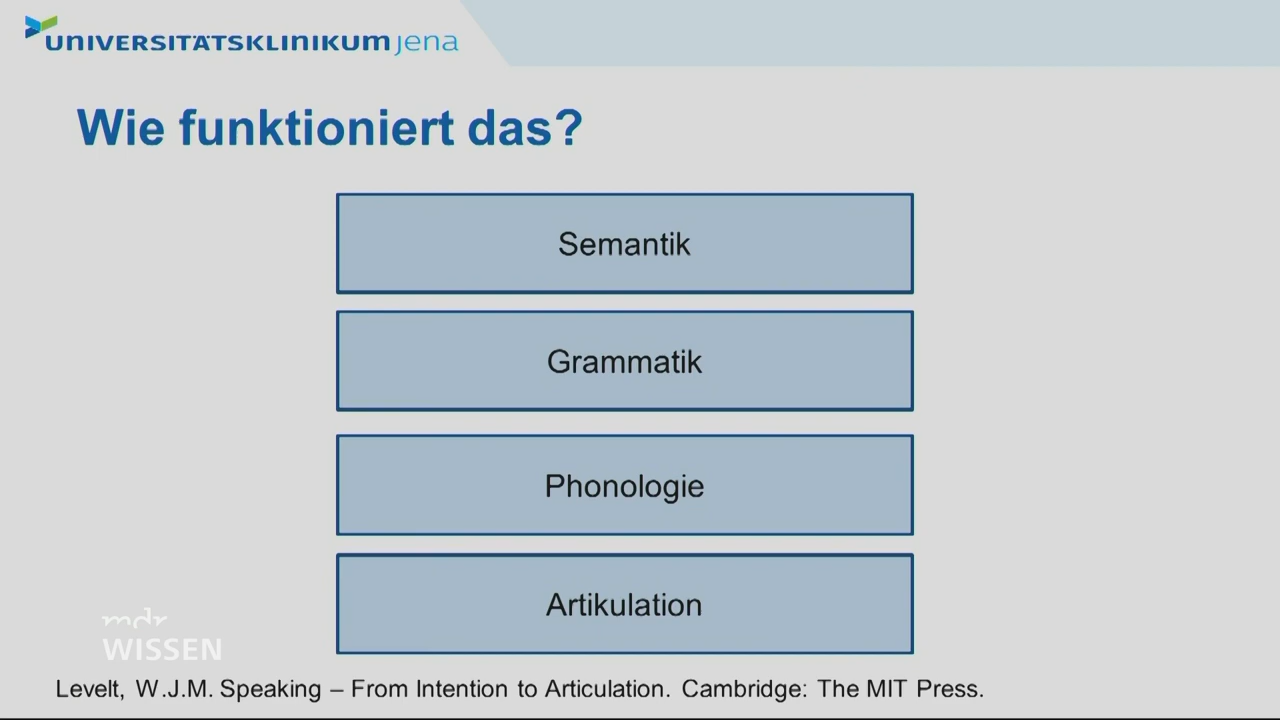 UNIVERSITÄTSKLINIKUM jena
Wie funktioniert das?
Semantik
Grammatik
Phonologie
Artikulation
mdr
WISSEN
Levelt, W.J.M. Speaking – From Intention to Articulation. Cambridge: The MIT Press.